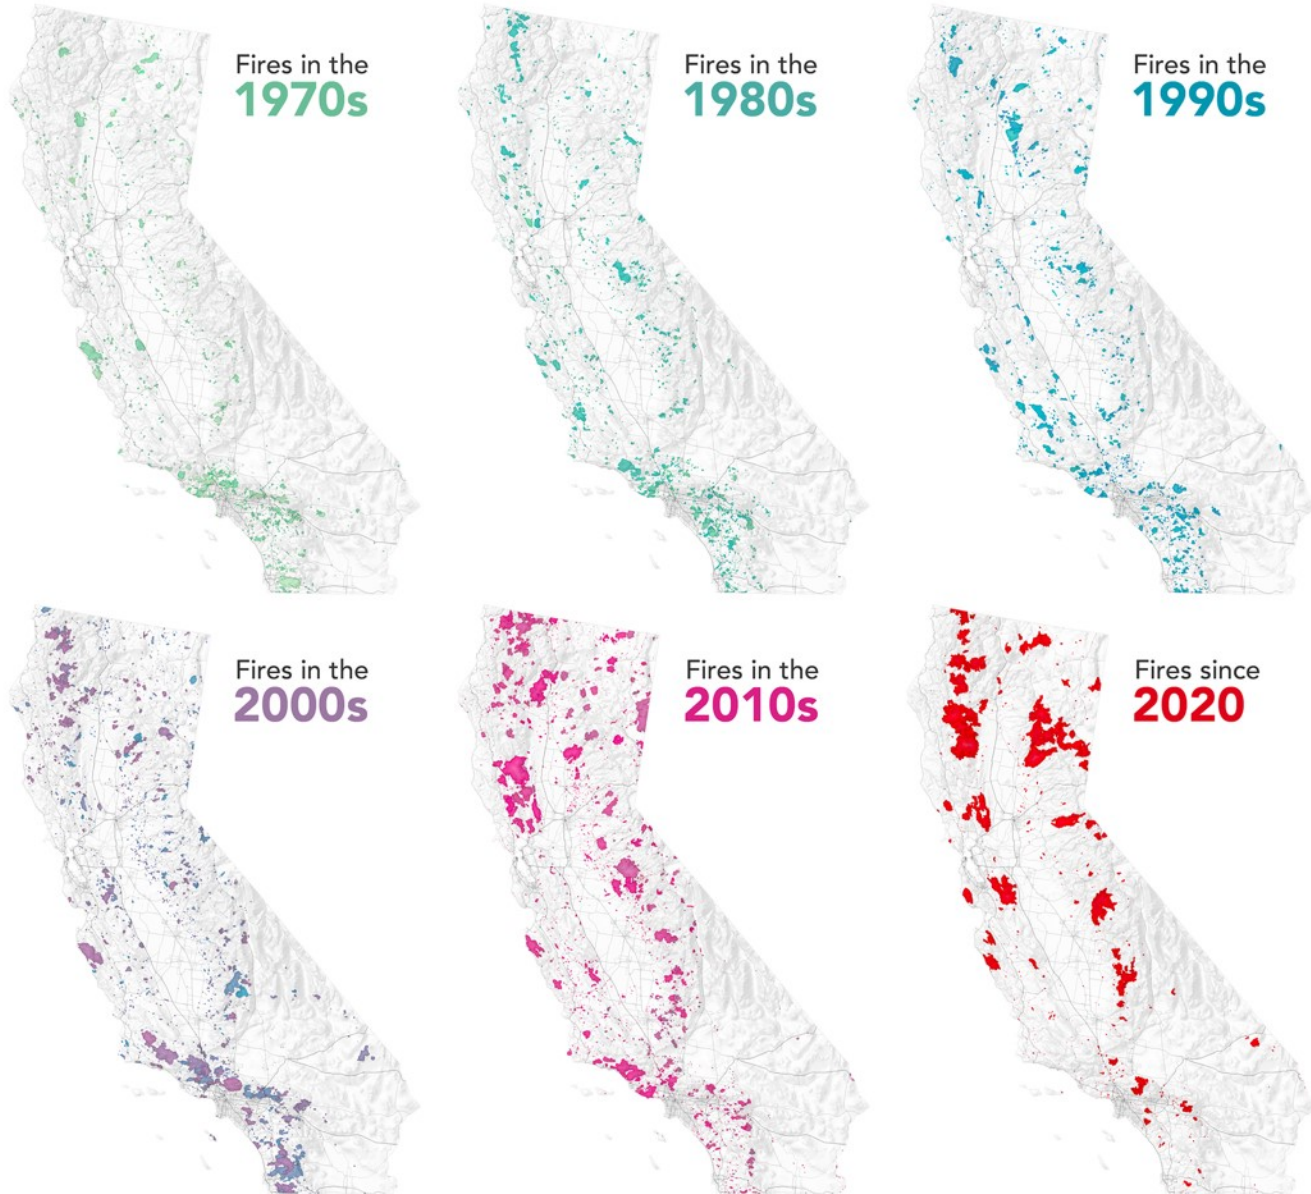 Fires in the
1970s
Fires in the
1980s
Fires in the
1990s
Fires in the
2000s
Fires in the
2010s
Fires since
2020